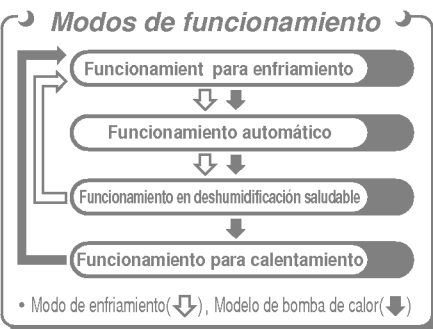 Modos de funcionamiento
Funcionamient para enfriamiento
Funcionamiento automático
Funcionamiento en deshumidificación saludable
Funcionamiento para calentamiento
• Modo de enfriamiento( ), Modelo de bomba de calor( )